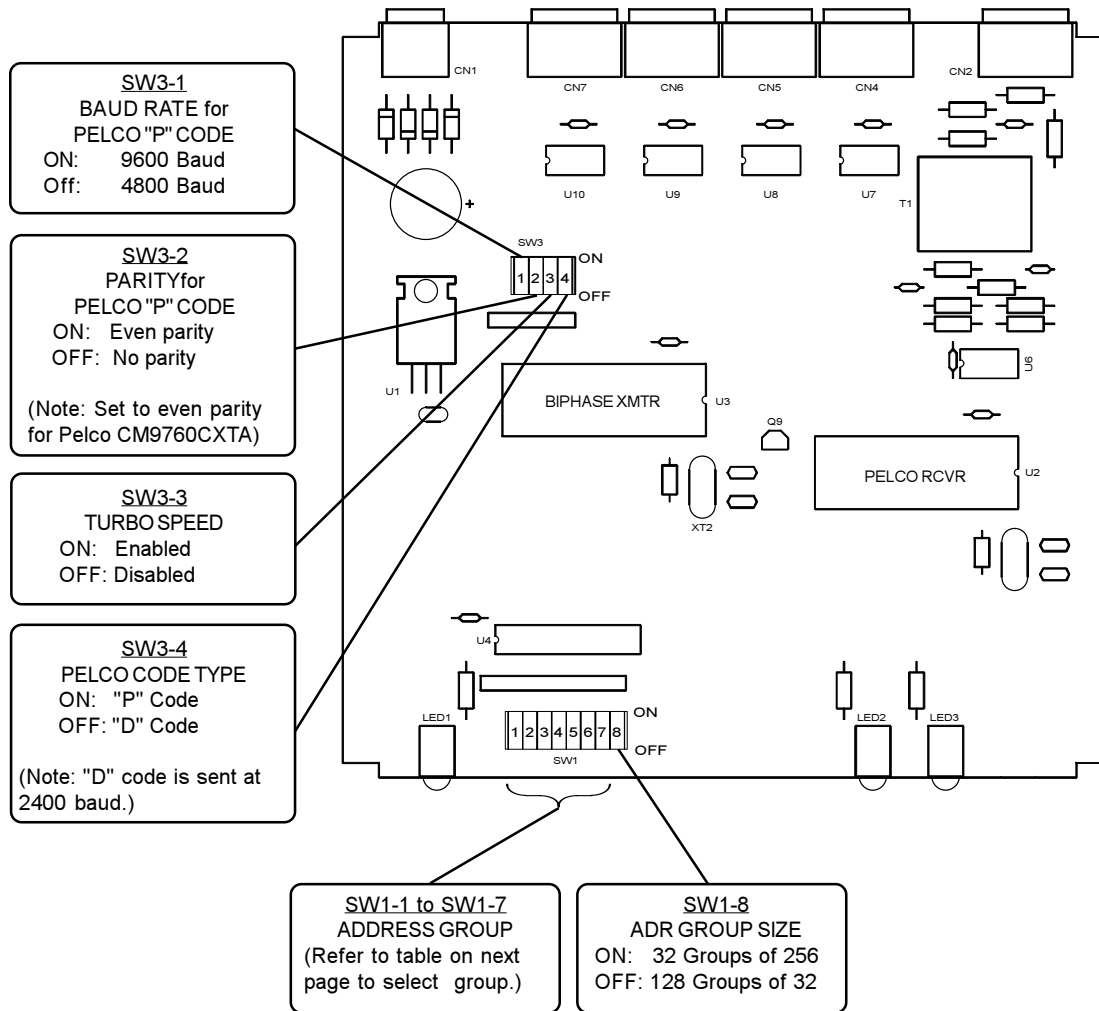 SW3-1
BAUD RATE for
PELCO "P" CODE
ON: 9600 Baud
Off: 4800 Baud
SW3-2
PARITYfor
PELCO "P" CODE
ON: Even parity
OFF: No parity
(Note: Set to even parity
for Pelco CM9760CXTA)
SW3-3
TURBO SPEED
ON: Enabled
OFF: Disabled
SW3-4
PELCO CODE TYPE
ON: "P" Code
OFF: "D" Code
(Note: "D" code is sent at
2400 baud.)
CN1
CN7
CN6
CN5
CN4
CN2
U10
U9
U8
U7
T1
+
SW3
ON
1 2 3 4
OFF
U1
BIPHASE XMTR
U3
U6
Q9
PELCO RCVR
U2
XT2
U4
LED1
ON
1 2 3 4 5 6 7 8
OFF
SW1
LED2
LED3
SW1-1 to SW1-7
ADDRESS GROUP
(Refer to table on next
page to select group.)
SW1-8
ADR GROUP SIZE
ON: 32 Groups of 256
OFF: 128 Groups of 32